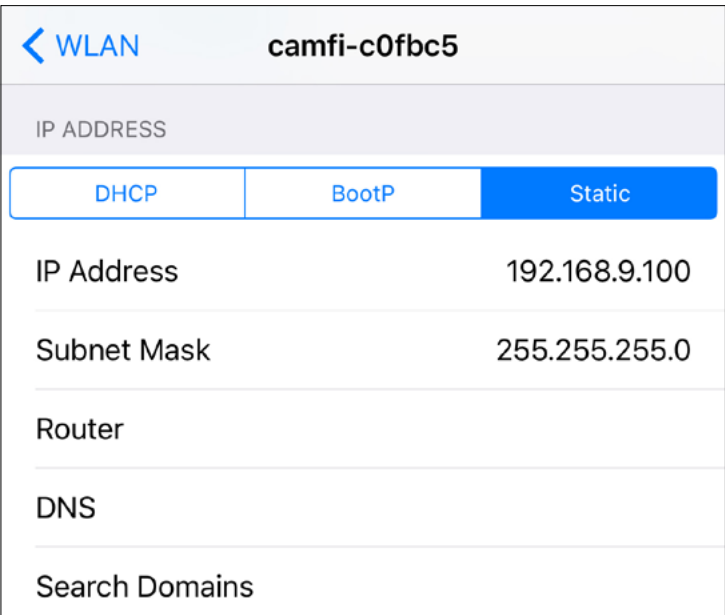 WLAN camfi-c0fbc5
IP ADDRESS
DHCP BootP Static
IP Address 192.168.9.100
Subnet Mask 255.255.255.0
Router
DNS
Search Domains